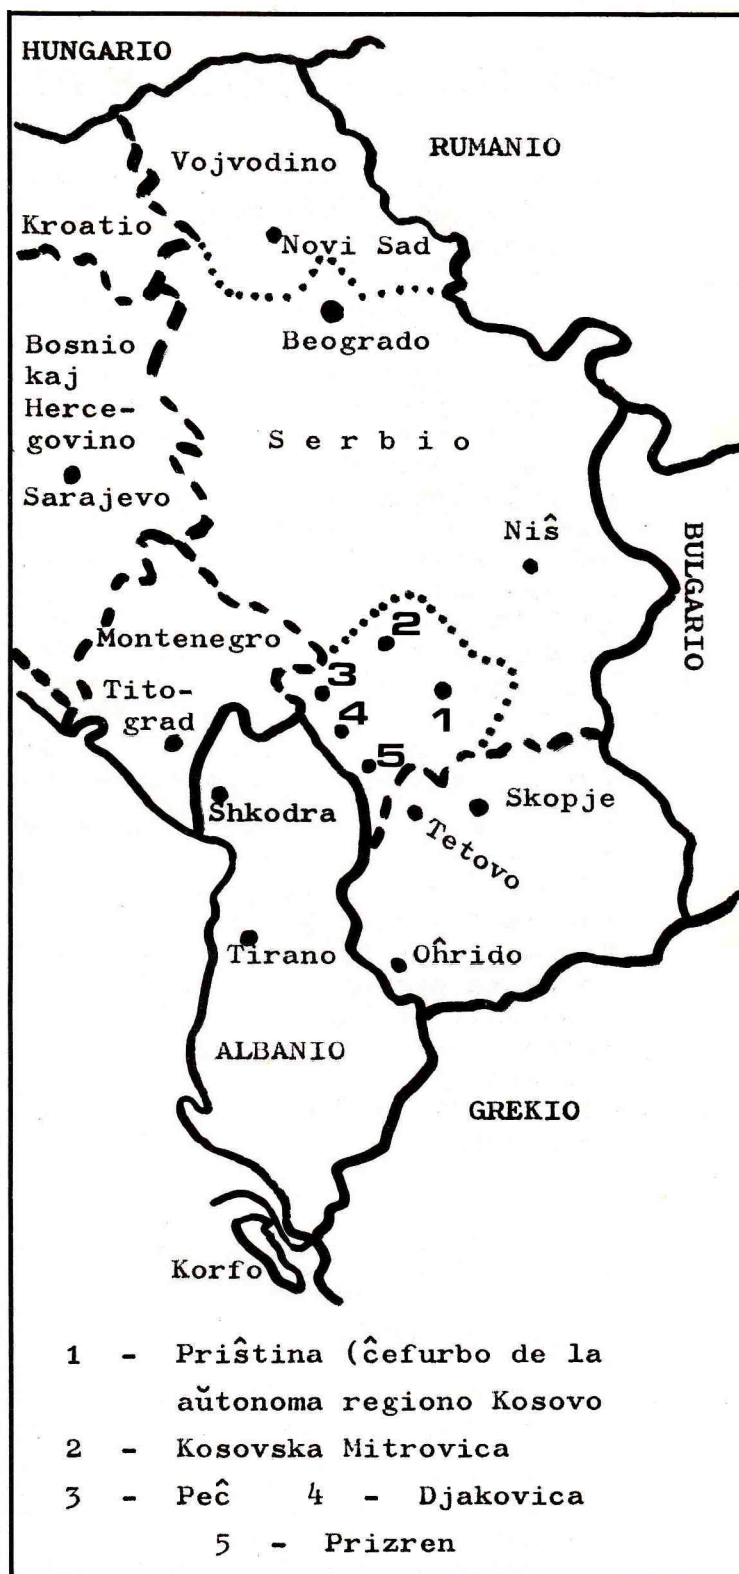 HUNGARIO
RUMANIO
Vojvodino
Kroatio
Novi Sad
Beogrado
Bosnio
kaj
Herce-
govino
Sarajevo
S e r b i o
Niŝ
BULGARIO
Montenegro
Tito-
grad
2
3
1
4
5
Shkodra
Skopje
Tetovo
Tirano
Oĥrido
ALBANIO
GREKIO
Korfo
1 - Priŝtina (ĉefurbo de la
aŭtonoma regiono Kosovo
2 - Kosovska Mitrovica
3 - Peĉ 4 - Djakovica
5 - Prizren